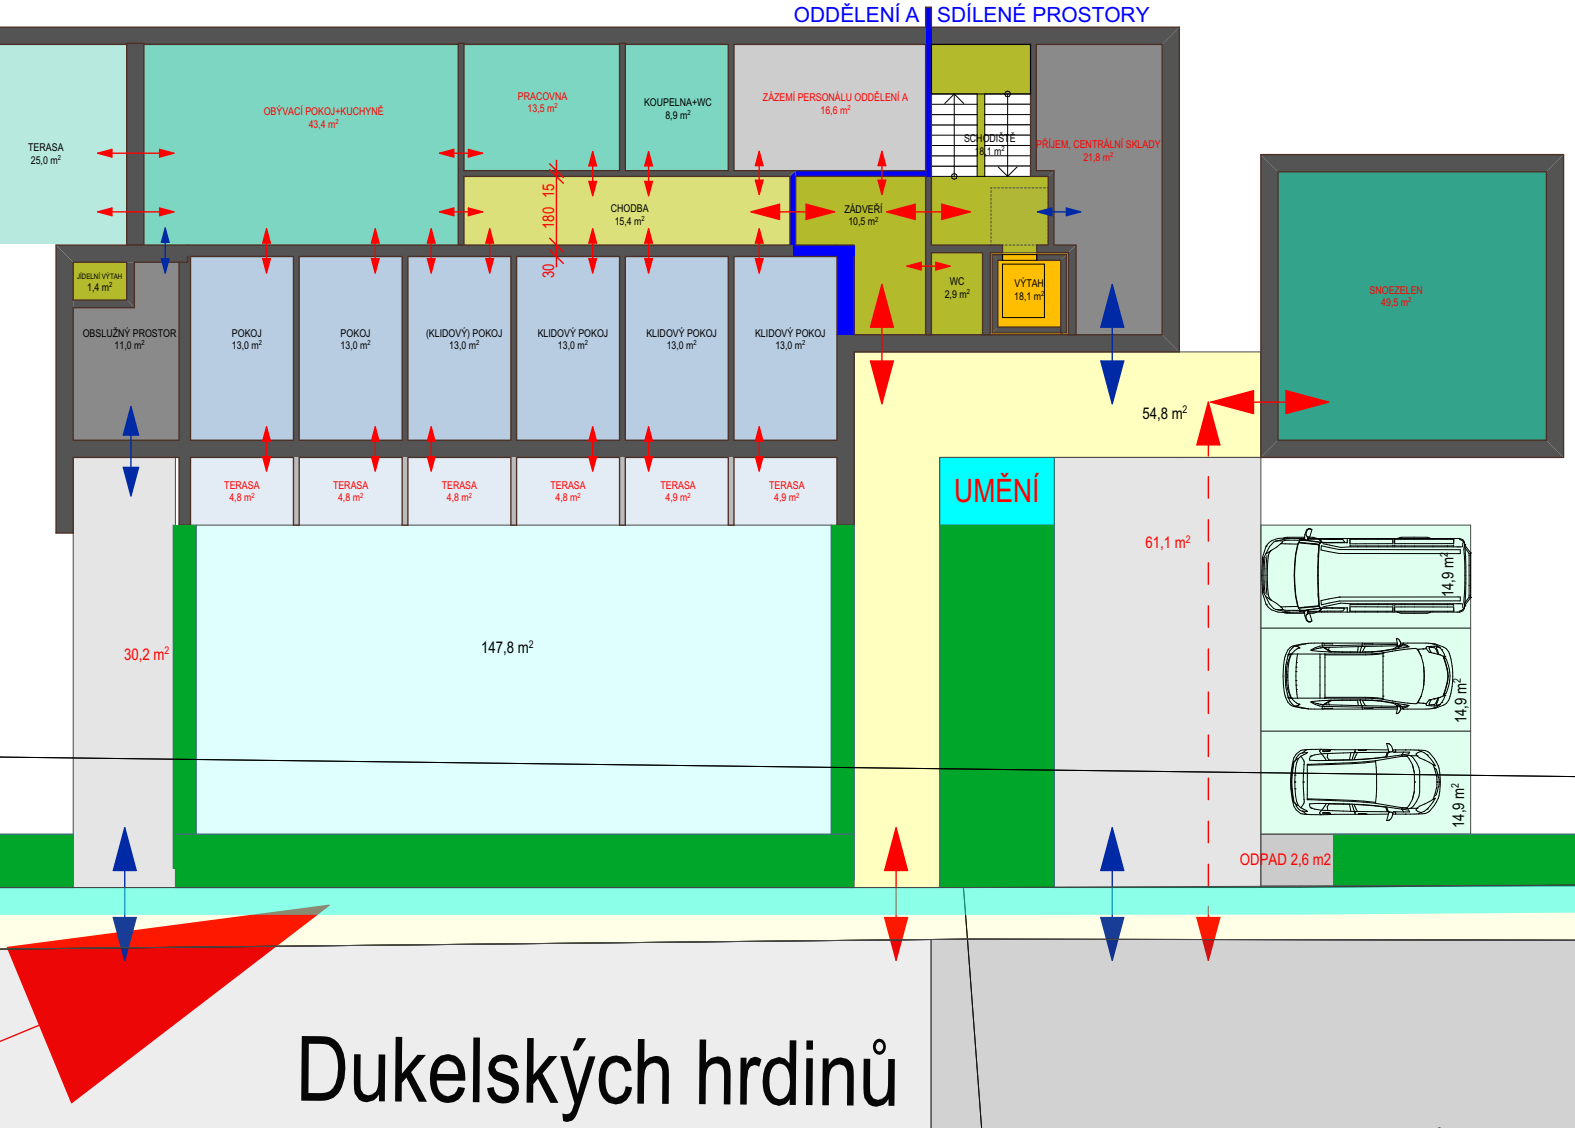 ODDĚLENÍ A
SDÍLENÉ PROSTORY
TERASA
25,0 m²
OBÝVACÍ POKOJ+KUCHYNĚ
43,4 m²
PRACOVNA
13,5 m²
KOUPELNA+WC
8,9 m²
ZÁZEMÍ PERSONÁLU ODDĚLENÍ A
16,6 m²
SCHODIŠTĚ
18,1 m²
PŘÍJEM, CENTRÁLNÍ SKLADY
21,8 m²
CHODBA
15,4 m²
15
180
30
ZÁDVEŘÍ
10,5 m²
JÍDELNÍ VÝTAH
1,4 m²
WC
2,9 m²
VÝTAH
18,1 m²
SNOEZELEN
49,5 m²
OBSLUŽNÝ PROSTOR
11,0 m²
POKOJ
13,0 m²
POKOJ
13,0 m²
(KLIDOVÝ) POKOJ
13,0 m²
KLIDOVÝ POKOJ
13,0 m²
KLIDOVÝ POKOJ
13,0 m²
KLIDOVÝ POKOJ
13,0 m²
54,8 m²
TERASA
4,8 m²
TERASA
4,8 m²
TERASA
4,8 m²
TERASA
4,8 m²
TERASA
4,9 m²
TERASA
4,9 m²
UMĚNÍ
61,1 m²
14,9 m²
30,2 m²
147,8 m²
14,9 m²
14,9 m²
ODPAD 2,6 m2
Dukelských hrdinů